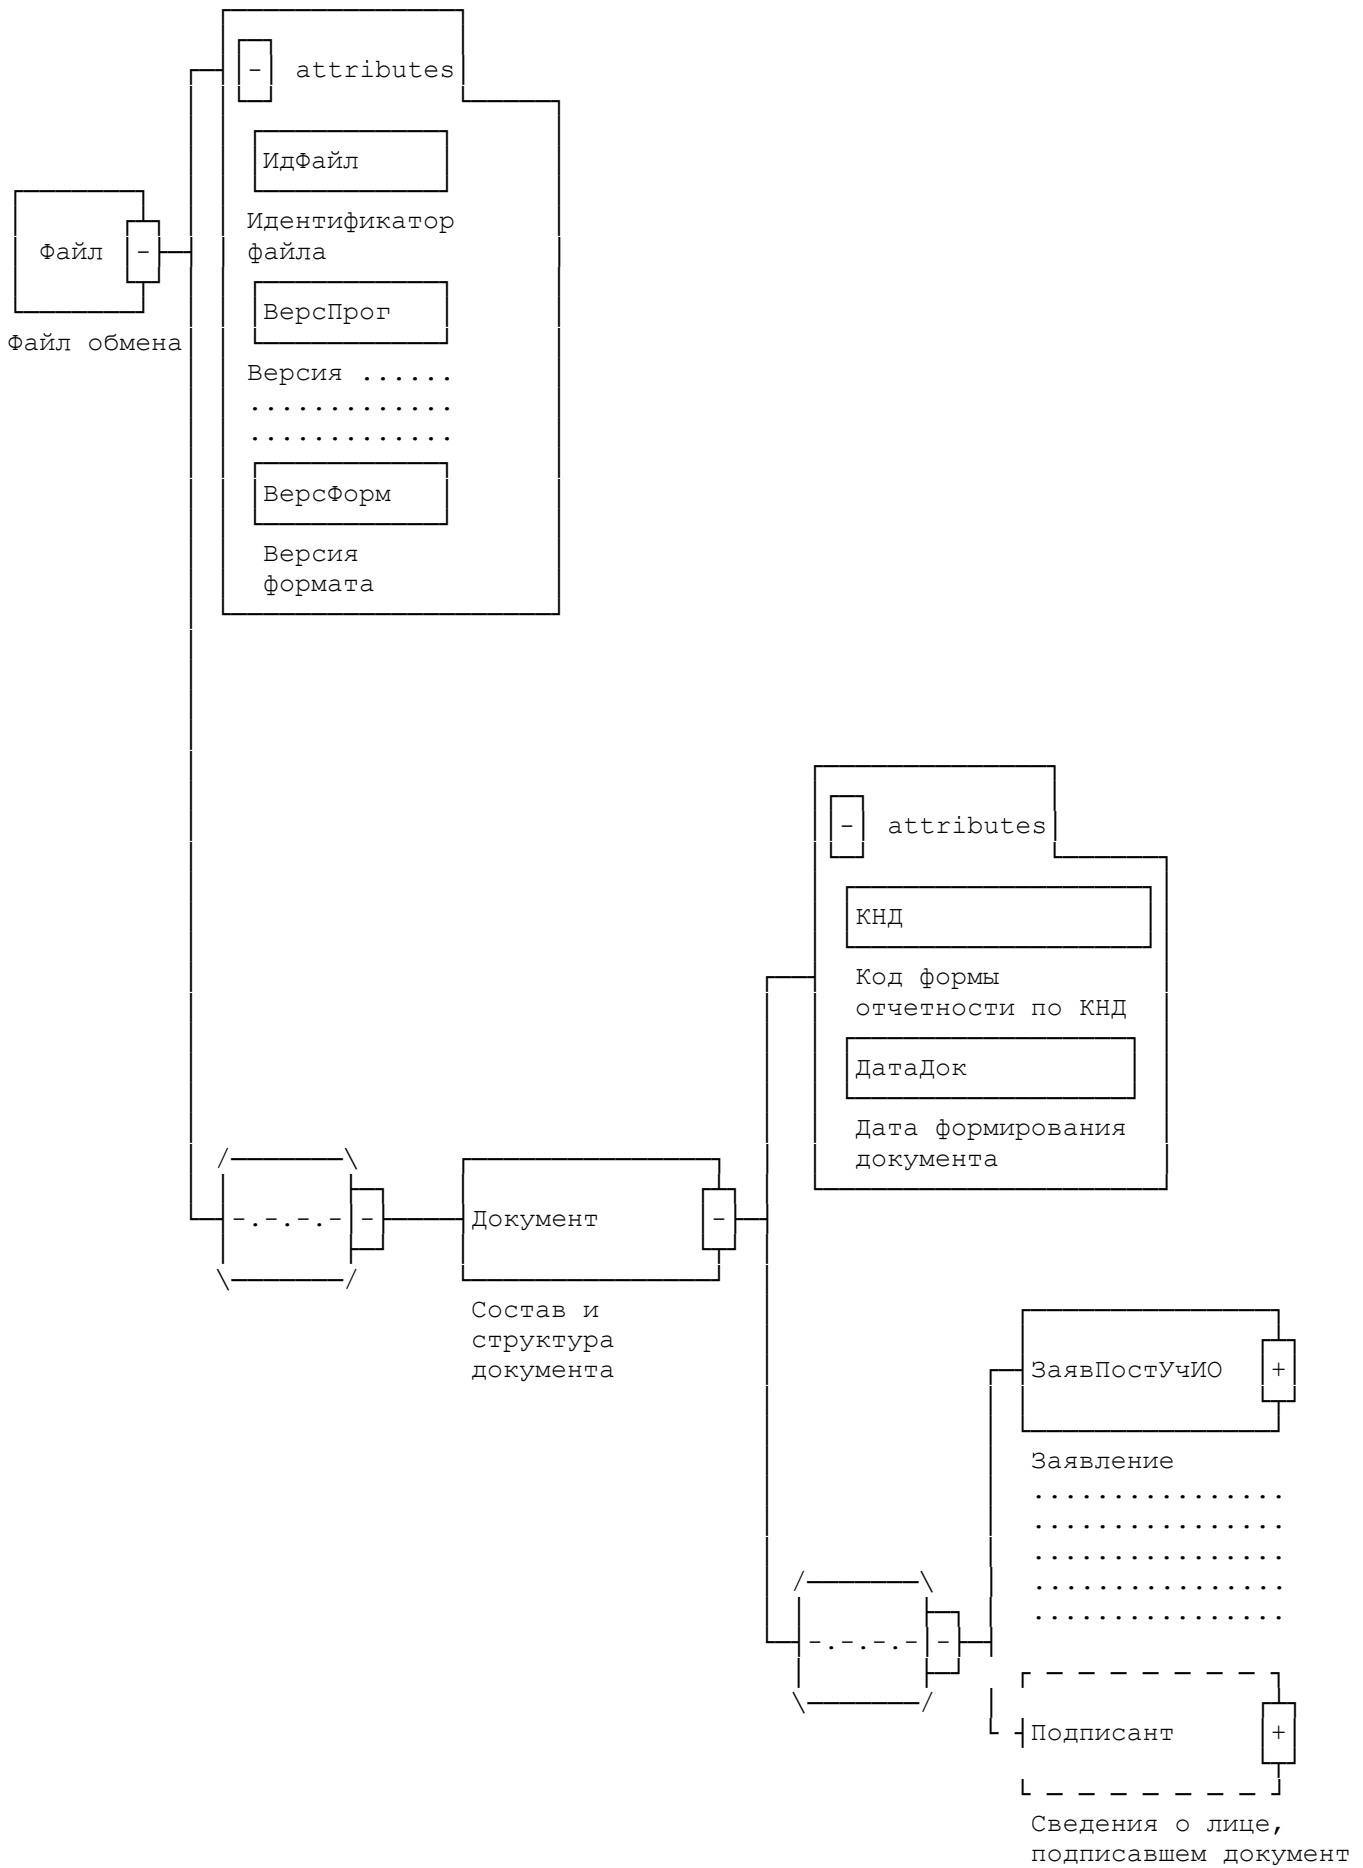 - attributes
ИдФайл
Идентификатор
файла
Файл -
Файл обмена
ВерсПрог
Версия ......
.............
.............
ВерсФорм
Версия
формата
- attributes
КНД
Код формы
отчетности по КНД
ДатаДок
Дата формирования
документа
-.-.-.- -
Документ -
Состав и
структура
документа
ЗаявПостУчИО +
Заявление
................
................
................
................
................
-.-.-.- -
Подписант +
Сведения о лице,
подписавшем документ